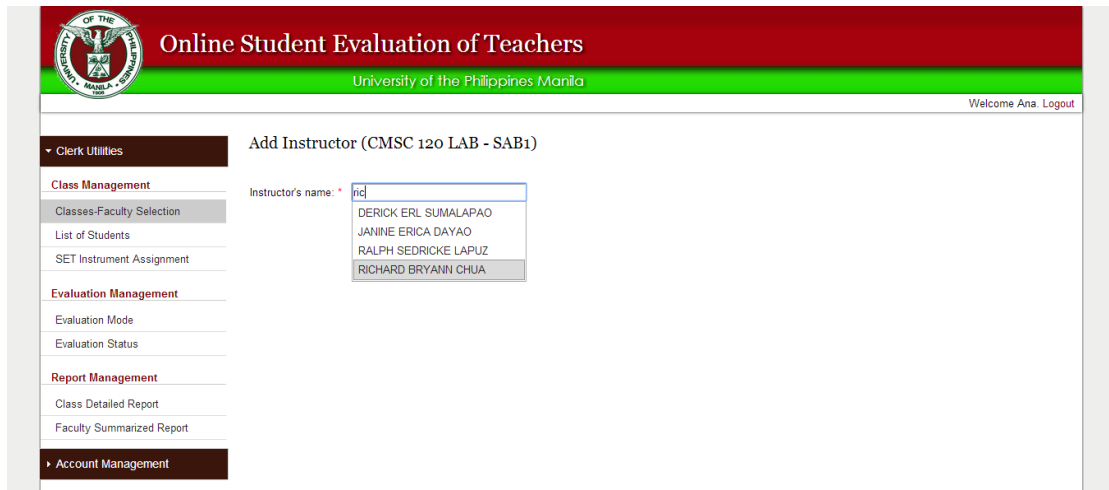 OF THE
UNIVERSITY
PHILIPPINES
MANILA
1908
Online Student Evaluation of Teachers
University of the Philippines Manila
Welcome Ana. Logout
Clerk Utilities
Class Management
Classes-Faculty Selection
List of Students
SET Instrument Assignment
Evaluation Management
Evaluation Mode
Evaluation Status
Report Management
Class Detailed Report
Faculty Summarized Report
Account Management
Add Instructor (CMSC 120 LAB - SAB1)
Instructor's name: * ric
DERICK ERL SUMALAPAO
JANINE ERICA DAYAO
RALPH SEDRICKE LAPUZ
RICHARD BRYANN CHUA